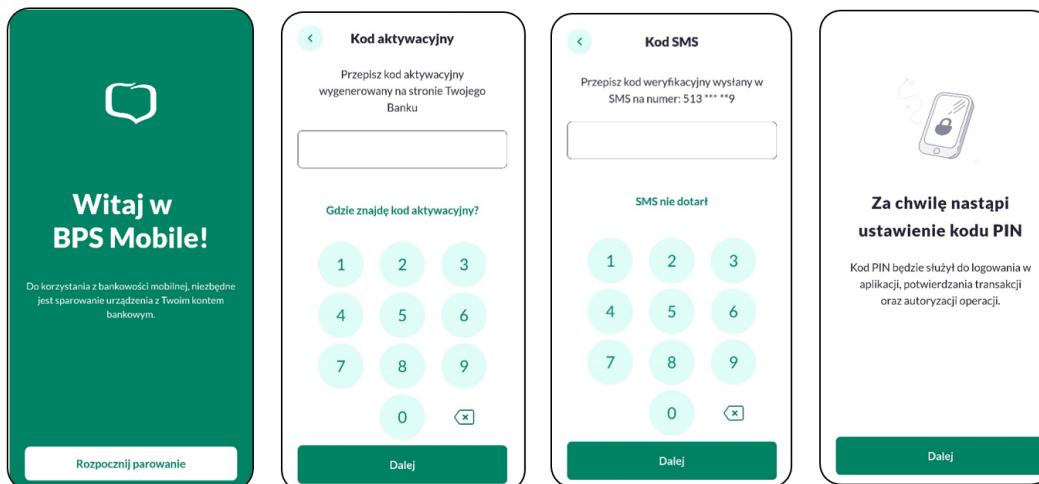 Witaj w
BPS Mobile!
Do korzystania z bankowości mobilnej, niezbędne
jest sparowanie urządzenia z Twoim kontem
bankowym.
Rozpocznij parowanie
Kod aktywacyjny
Przepisz kod aktywacyjny
wygenerowany na stronie Twojego
Banku
Gdzie znajdę kod aktywacyjny?
1 2 3
4 5 6
7 8 9
0
Dalej
Kod SMS
Przepisz kod weryfikacyjny wysłany w
SMS na numer: 513 *** **9
SMS nie dotarł
1 2 3
4 5 6
7 8 9
0
Dalej
Za chwilę nastąpi
ustawienie kodu PIN
Kod PIN będzie służył do logowania w
aplikacji, potwierdzania transakcji
oraz autoryzacji operacji.
Dalej